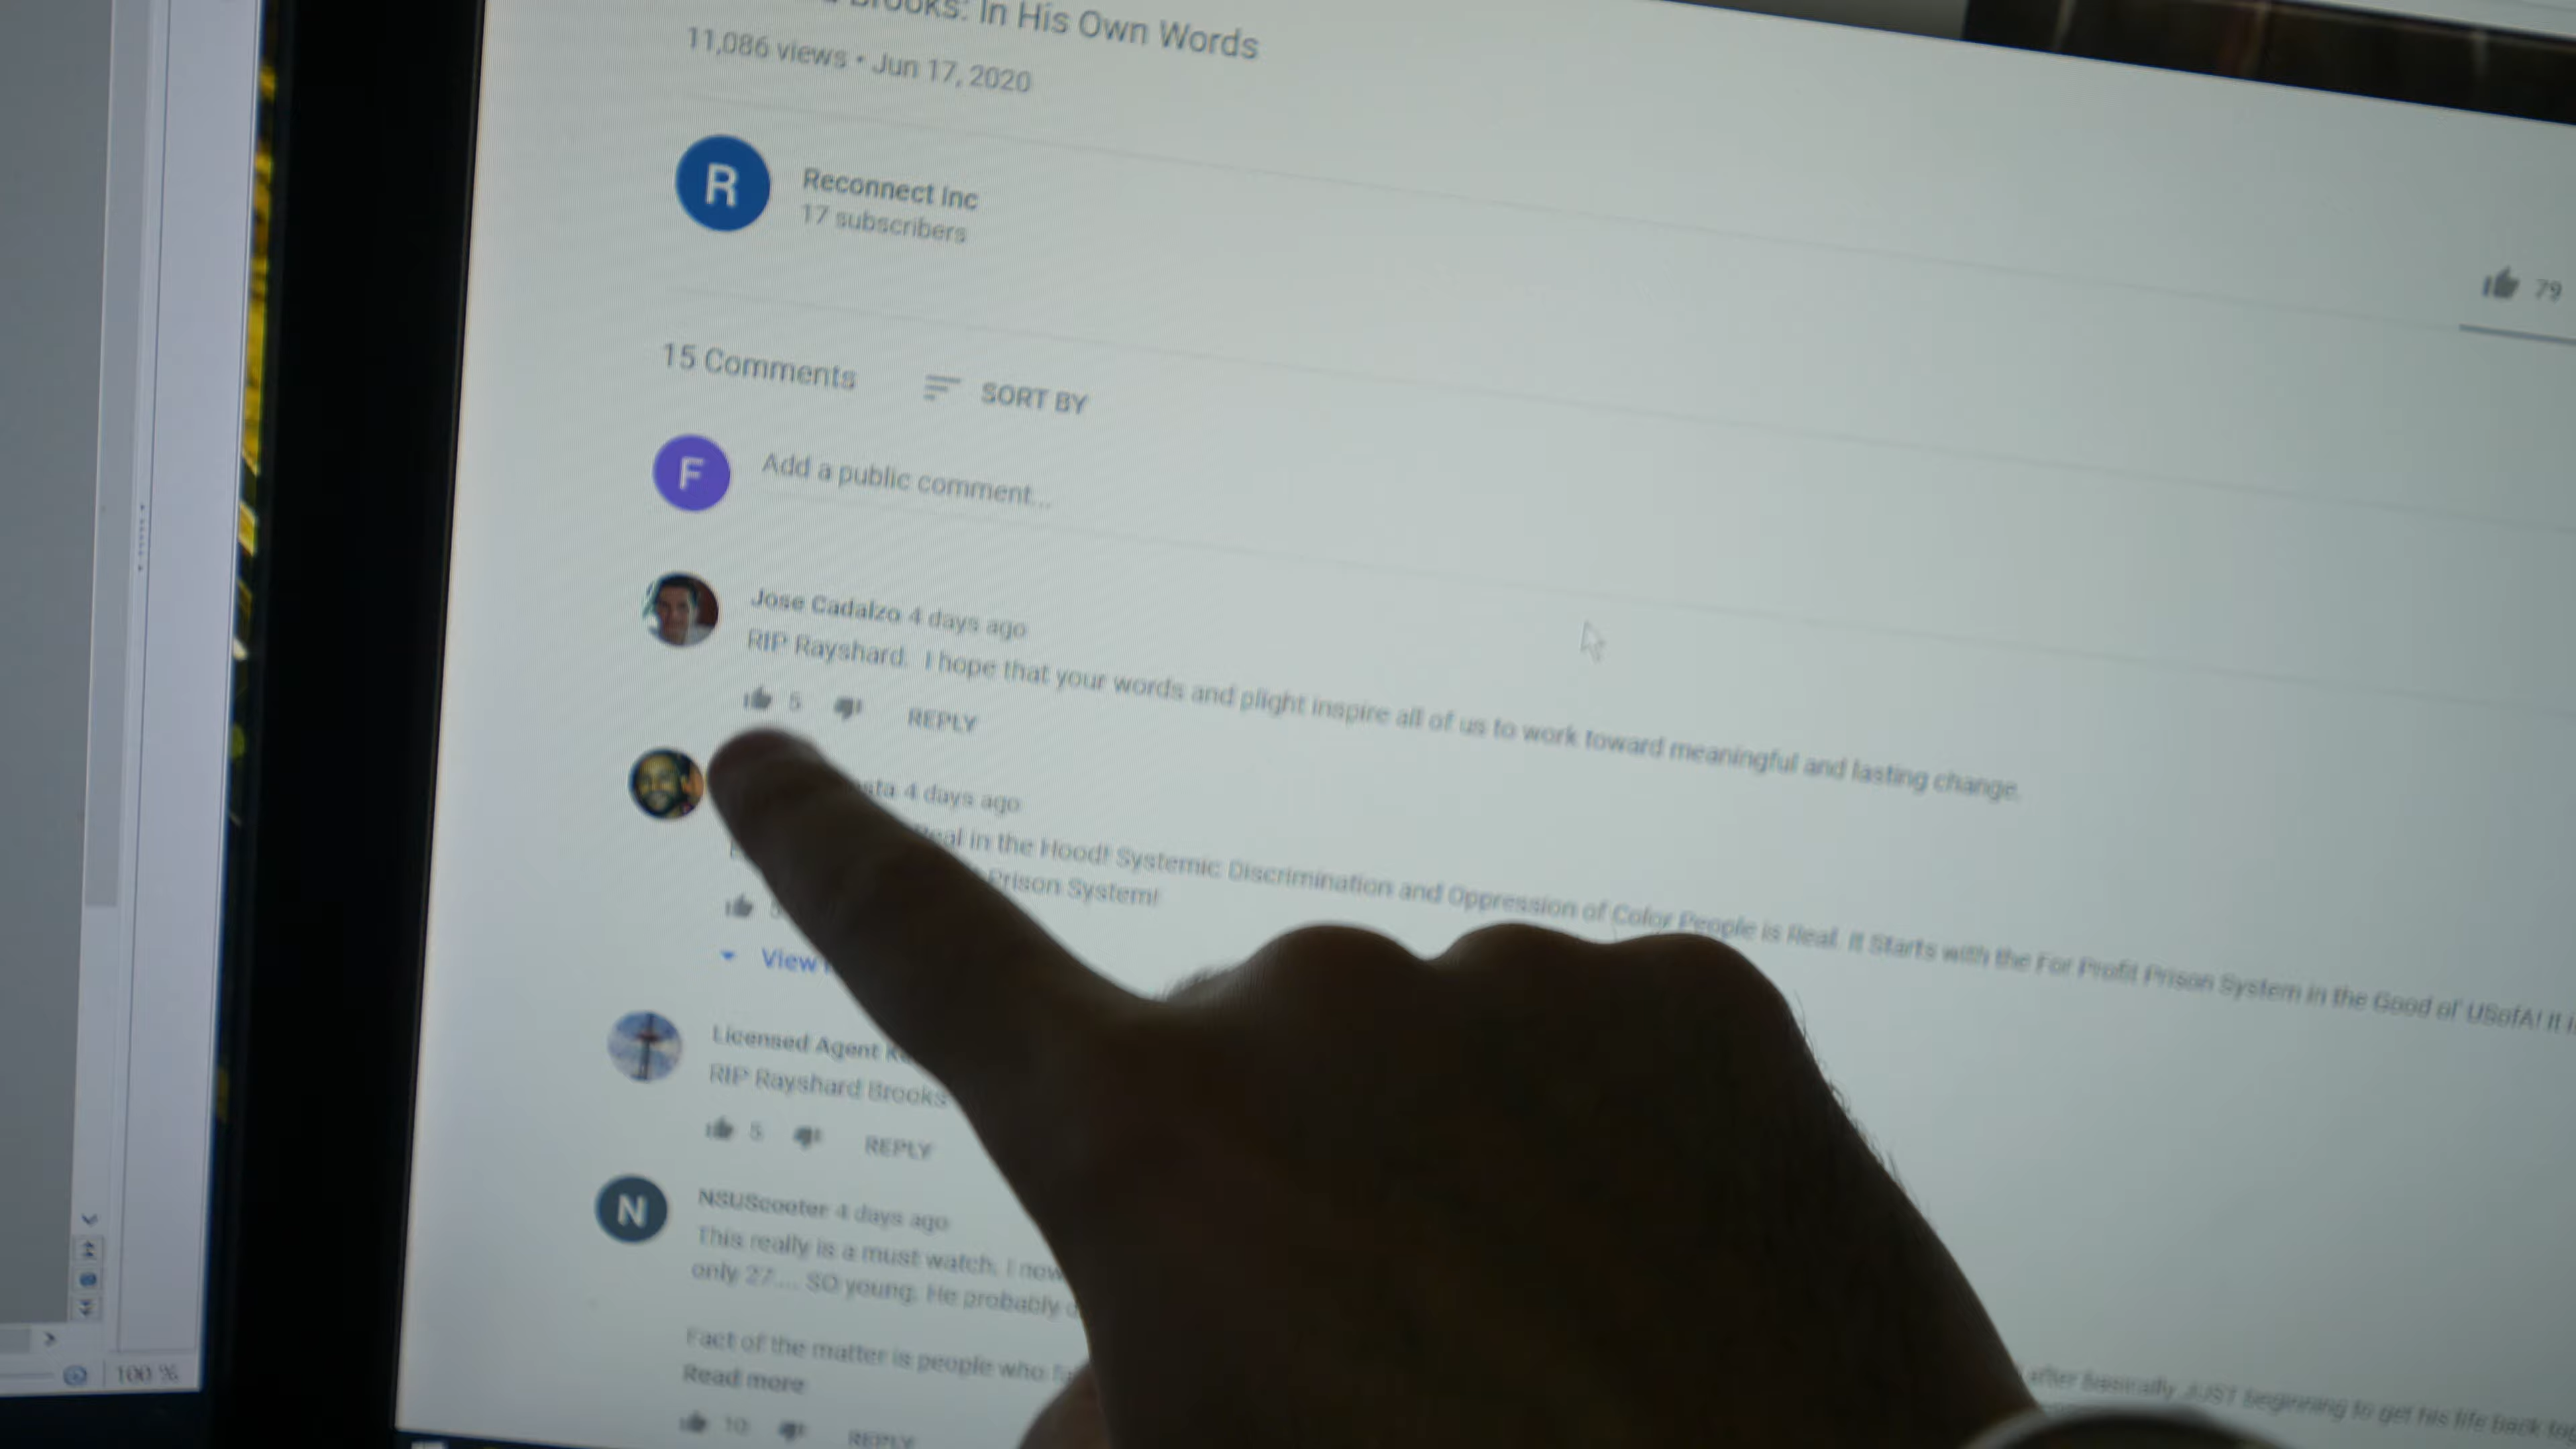 Brooks: In His Own Words
11,086 views • Jun 17, 2020
R
Reconnect Inc
17 subscribers
79
15 Comments
SORT BY
F
Add a public comment...
Jose Cadalzo 4 days ago
RIP Rayshard. I hope that your words and plight inspire all of us to work toward meaningful and lasting change.
5
REPLY
4 days ago
in the Hood! Systemic Discrimination and Oppression of Color People is Real. It Starts with the For Profit Prison System in the Good ol' USofA! It
Prison System!
View
Licensed Agent
RIP Rayshard Brooks
5
REPLY
N
NSUScooter 4 days ago
This really is a must watch. I now
only 27.... SO young. He probably
Fact of the matter is people who
after basically JUST beginning to get his life back
Read more
10
REPLY
100 %